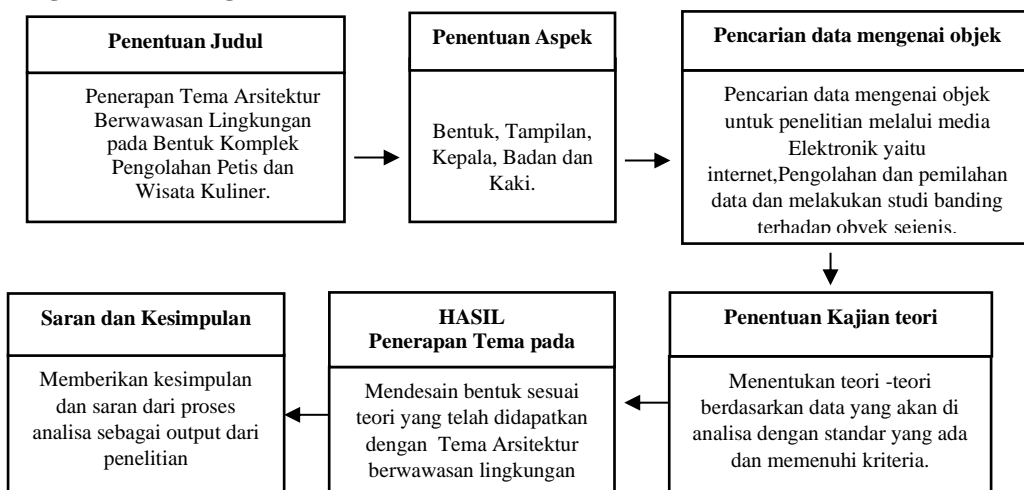 Penentuan Judul
Penerapan Tema Arsitektur
Berwawasan Lingkungan
pada Bentuk Komplek
Pengolahan Petis dan
Wisata Kuliner.
Penentuan Aspek
Bentuk, Tampilan,
Kepala, Badan dan
Kaki.
Pencarian data mengenai objek
Pencarian data mengenai objek
untuk penelitian melalui media
Elektronik yaitu
internet,Pengolahan dan pemilahan
data dan melakukan studi banding
terhadap obyek sejenis.
Penentuan Kajian teori
Menentukan teori -teori
berdasarkan data yang akan di
analisa dengan standar yang ada
dan memenuhi kriteria.
HASIL
Penerapan Tema pada
Mendesain bentuk sesuai
teori yang telah didapatkan
dengan Tema Arsitektur
berwawasan lingkungan
Saran dan Kesimpulan
Memberikan kesimpulan
dan saran dari proses
analisa sebagai output dari
penelitian